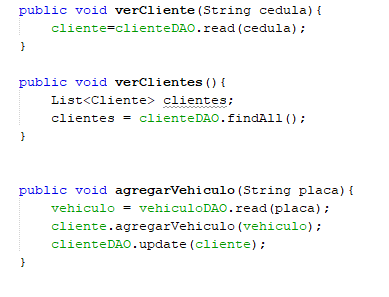 public void verCliente(String cedula){
cliente=clienteDAO.read(cedula);
}
public void verClientes(){
List<Cliente> clientes;
clientes = clienteDAO.findAll();
}
public void agregarVehiculo(String placa){
vehiculo = vehiculoDAO.read(placa);
cliente.agregarVehiculo(vehiculo);
clienteDAO.update(cliente);
}